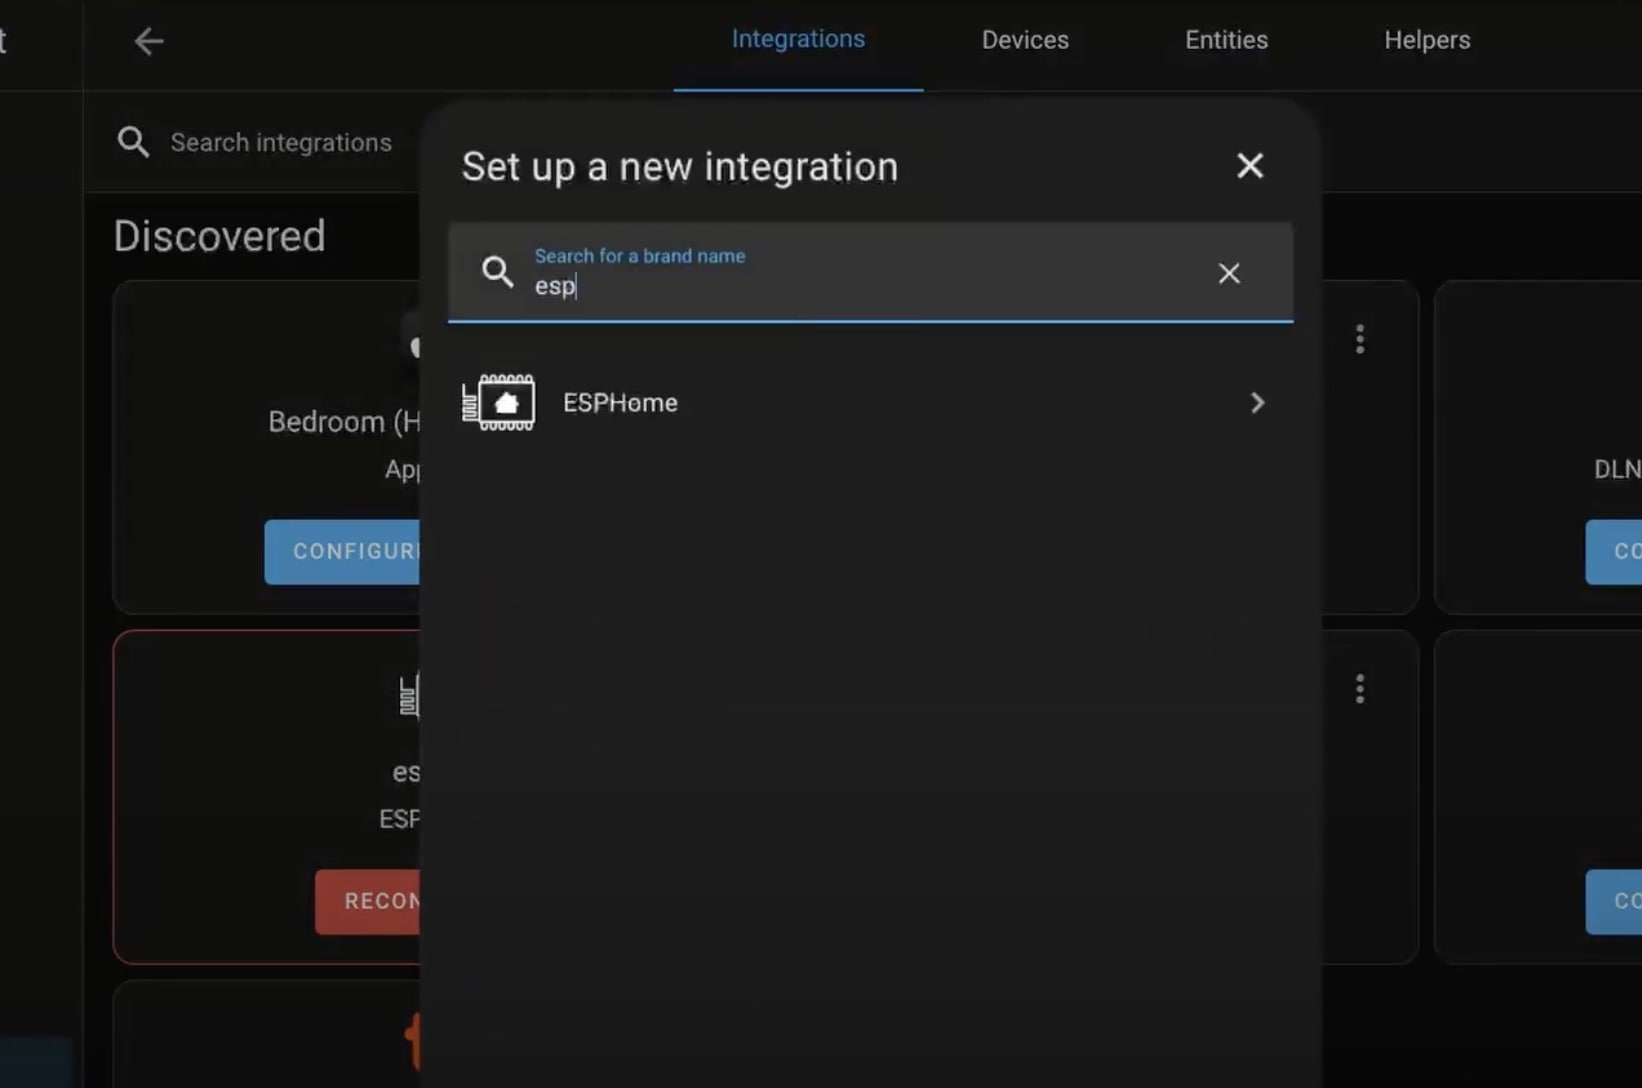 t
Integrations
Devices
Entities
Helpers
Search integrations
Set up a new integration
Discovered
Search for a brand name
esp
ESPHome
Bedroom (H
App
CONFIGUR
DLN
CO
es
ESP
RECON
CO